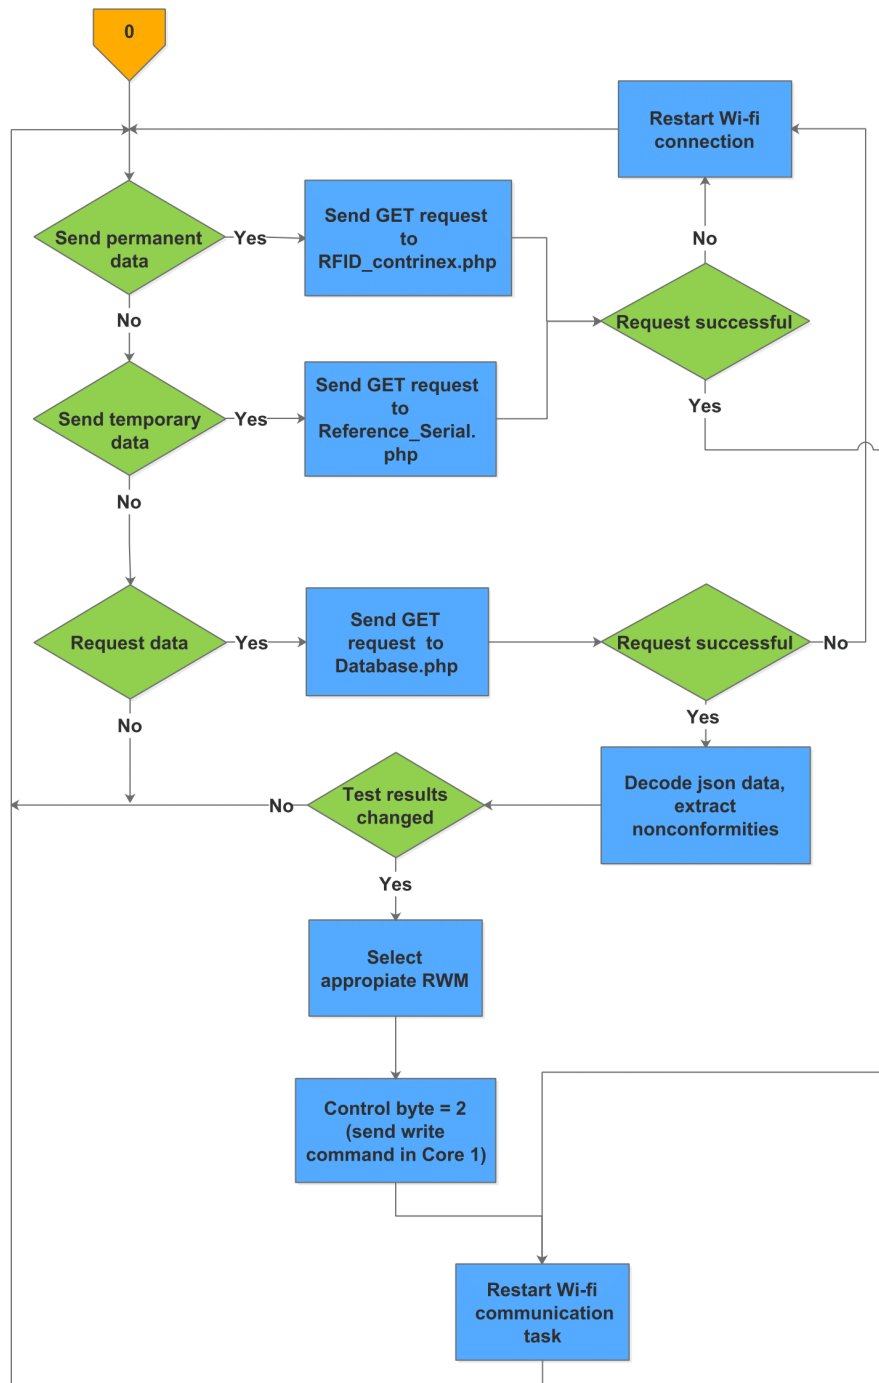 0
Restart Wi-fi
connection
Send permanent
data
Yes
Send GET request
to
RFID_contrinex.php
No
Request successful
No
Yes
Send temporary
data
Yes
Send GET request
to
Reference_Serial.
php
No
Request data
Yes
Send GET
request to
Database.php
Request successful
No
Yes
No
Decode json data,
extract
nonconformities
Test results
changed
No
Yes
Select
appropiate RWM
Control byte = 2
(send write
command in Core 1)
Restart Wi-fi
communication
task